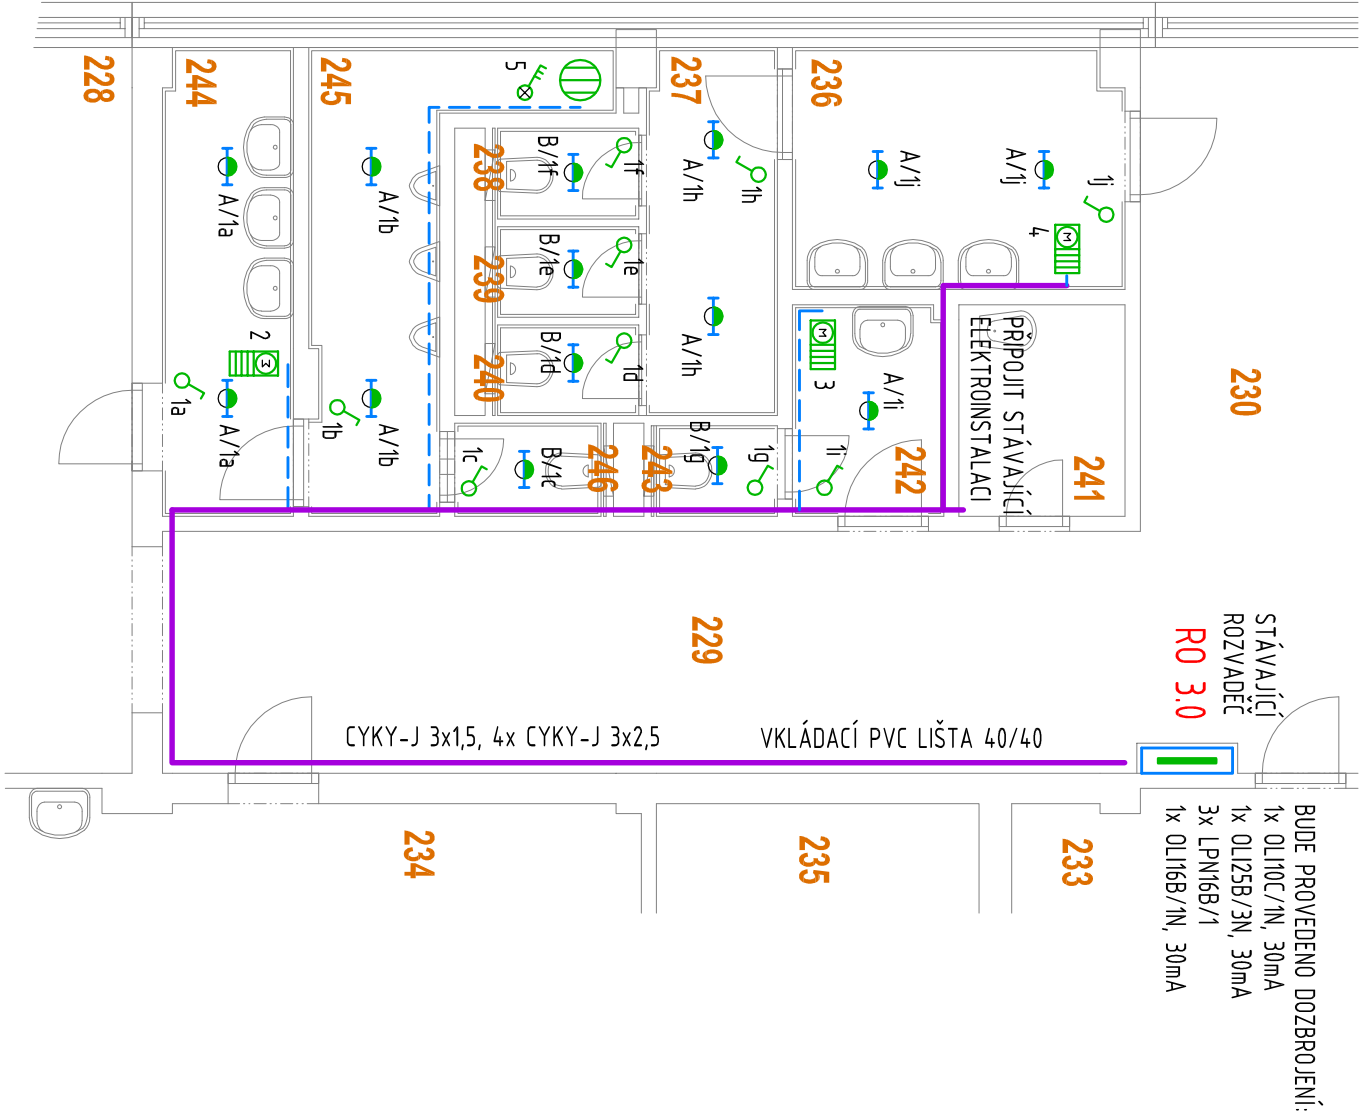 228
244
245
237
236
5
A/1a
A/1b
238
B/1f
1f
A/1h
1h
A/1j
A/1j
1j
4
M
239
B/1e
1e
240
B/1d
1d
A/1h
M
3
A/1i
PŘIPOJIT STÁVAJÍCÍ
ELEKTROINSTALACI
230
2
M
1a
A/1a
1b
A/1b
1c
B/1c
246
243
B/1g
1g
1i
242
241
229
STÁVAJÍCÍ
ROZVADĚČ
RO 3.0
CYKY-J 3x1,5, 4x CYKY-J 3x2,5
VKLÁDACÍ PVC LIŠTA 40/40
234
235
233
BUDE PROVEDENO DOZBROJENÍ:
1x OLI10C/1N, 30mA
1x OLI25B/3N, 30mA
3x LPN16B/1
1x OLI16B/1N, 30mA